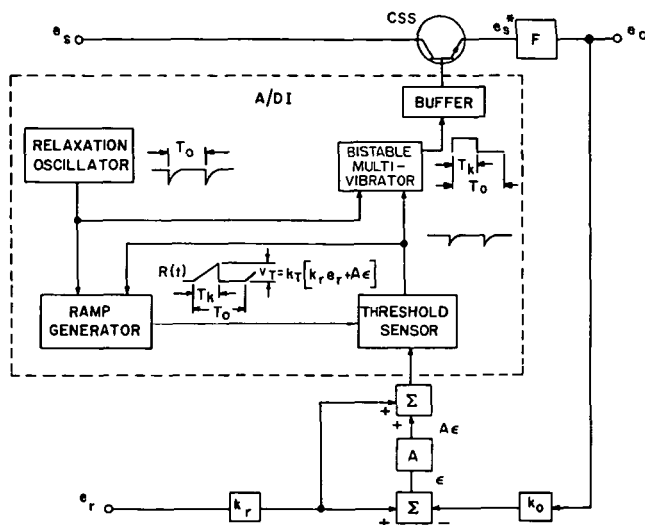 CSS
e_s
e_s*
F
e_o
A/DI
BUFFER
RELAXATION
OSCILLATOR
T_o
BISTABLE
MULTI-
VIBRATOR
T_k
T_o
R(t)
V_T = k_T [k_r e_r + Aϵ]
T_k
T_o
RAMP
GENERATOR
THRESHOLD
SENSOR
+
Σ
+
Aϵ
A
ϵ
e_r
k_r
+
Σ
−
k_o